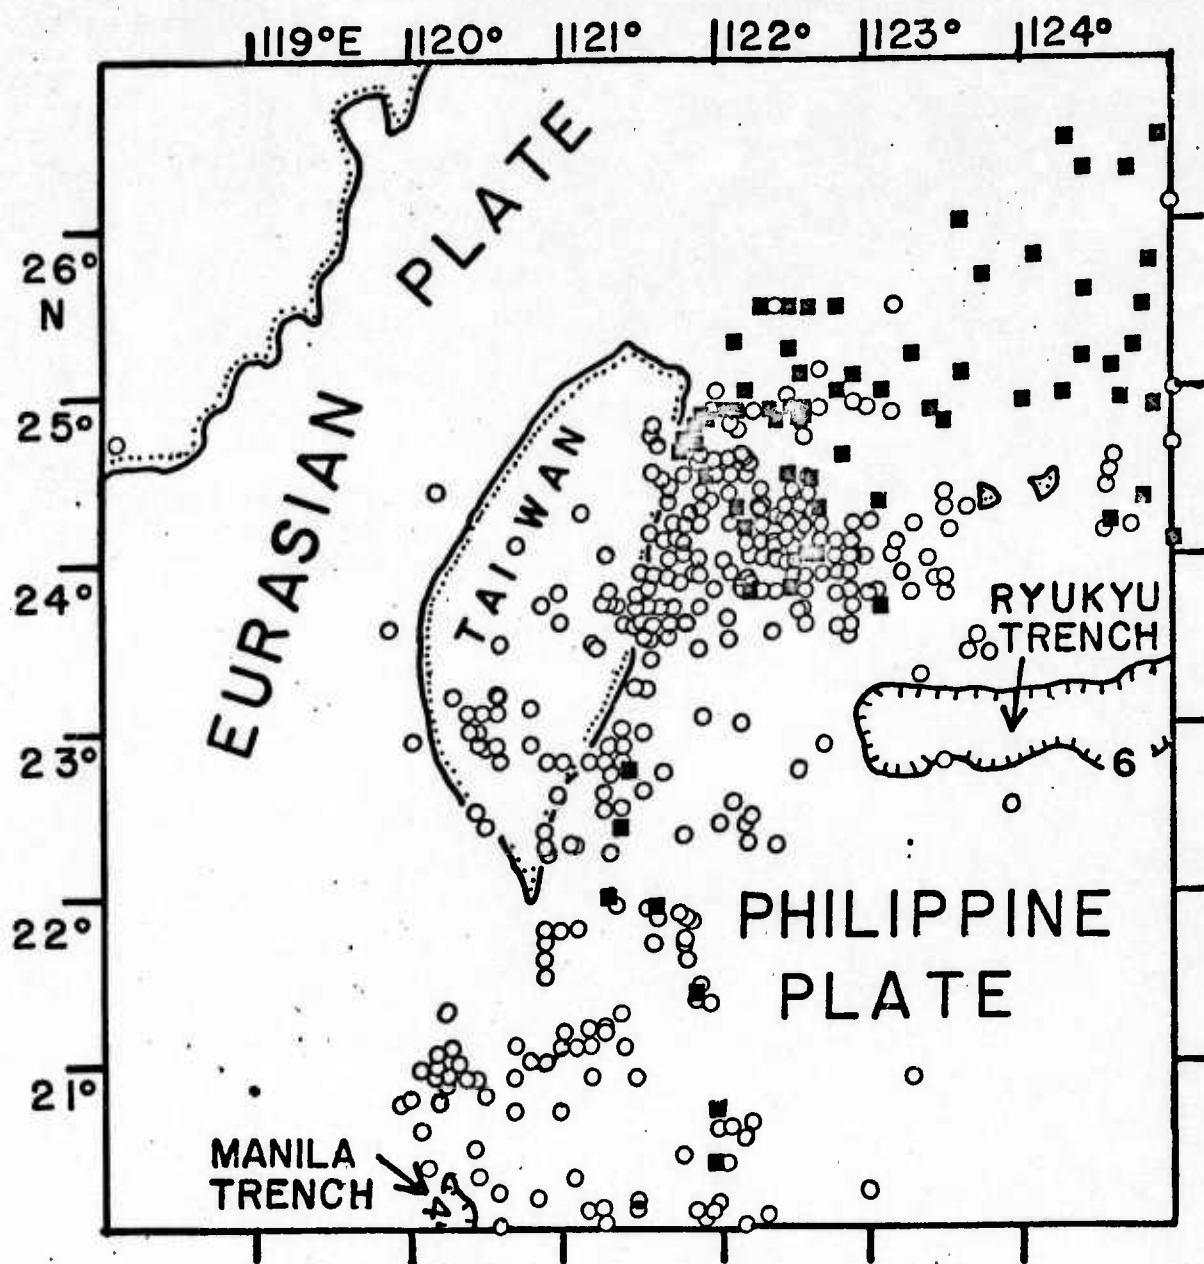 119°E 120° 121° 122° 123° 124°
26°
N
25°
24°
23°
22°
21°
EURASIAN PLATE
TAIWAN
RYUKYU
TRENCH
6
PHILIPPINE
PLATE
MANILA
TRENCH
4